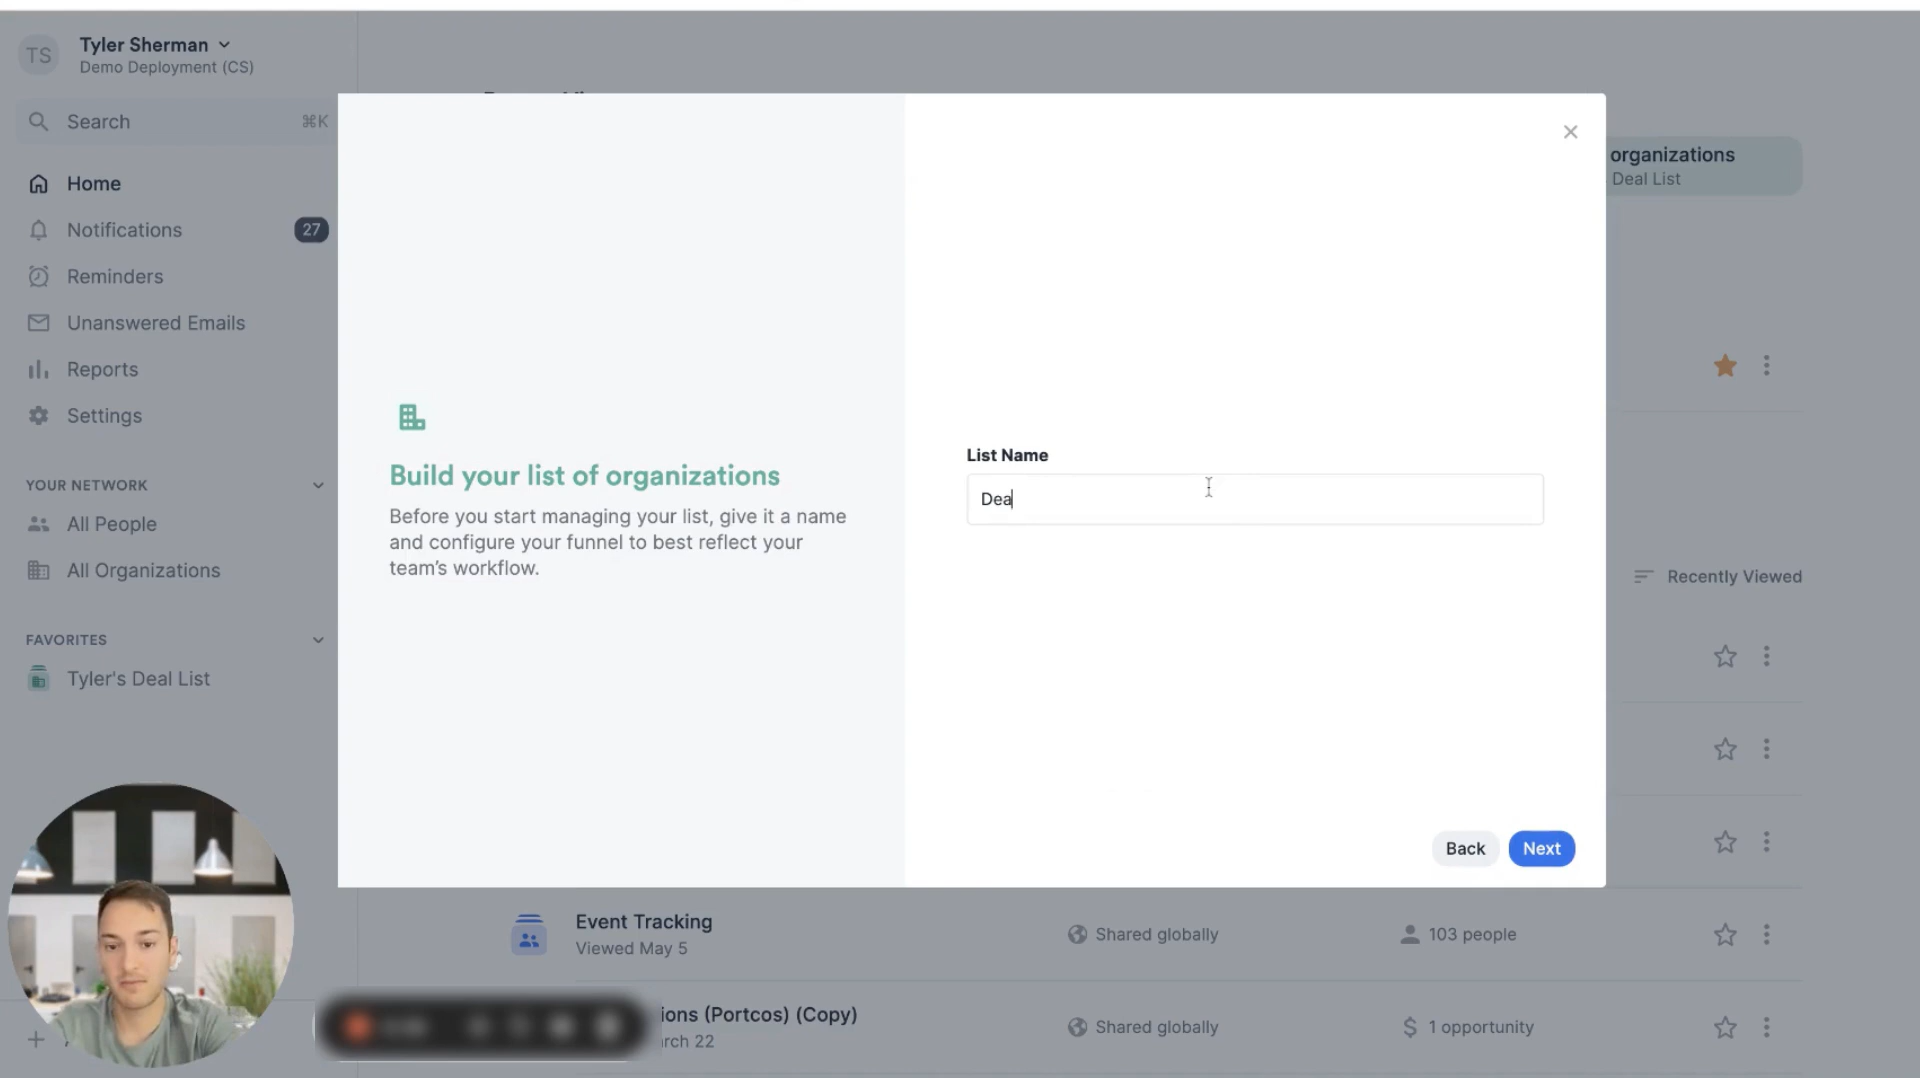 TS
Tyler Sherman
Demo Deployment (CS)
Search
⌘K
Home
Notifications
27
Reminders
Unanswered Emails
Reports
Settings
YOUR NETWORK
All People
All Organizations
FAVORITES
Tyler's Deal List
Build your list of organizations
Before you start managing your list, give it a name
and configure your funnel to best reflect your
team's workflow.
List Name
Dea
Back
Next
organizations
Deal List
Recently Viewed
Event Tracking
Viewed May 5
Shared globally
103 people
ions (Portcos) (Copy)
rch 22
Shared globally
1 opportunity